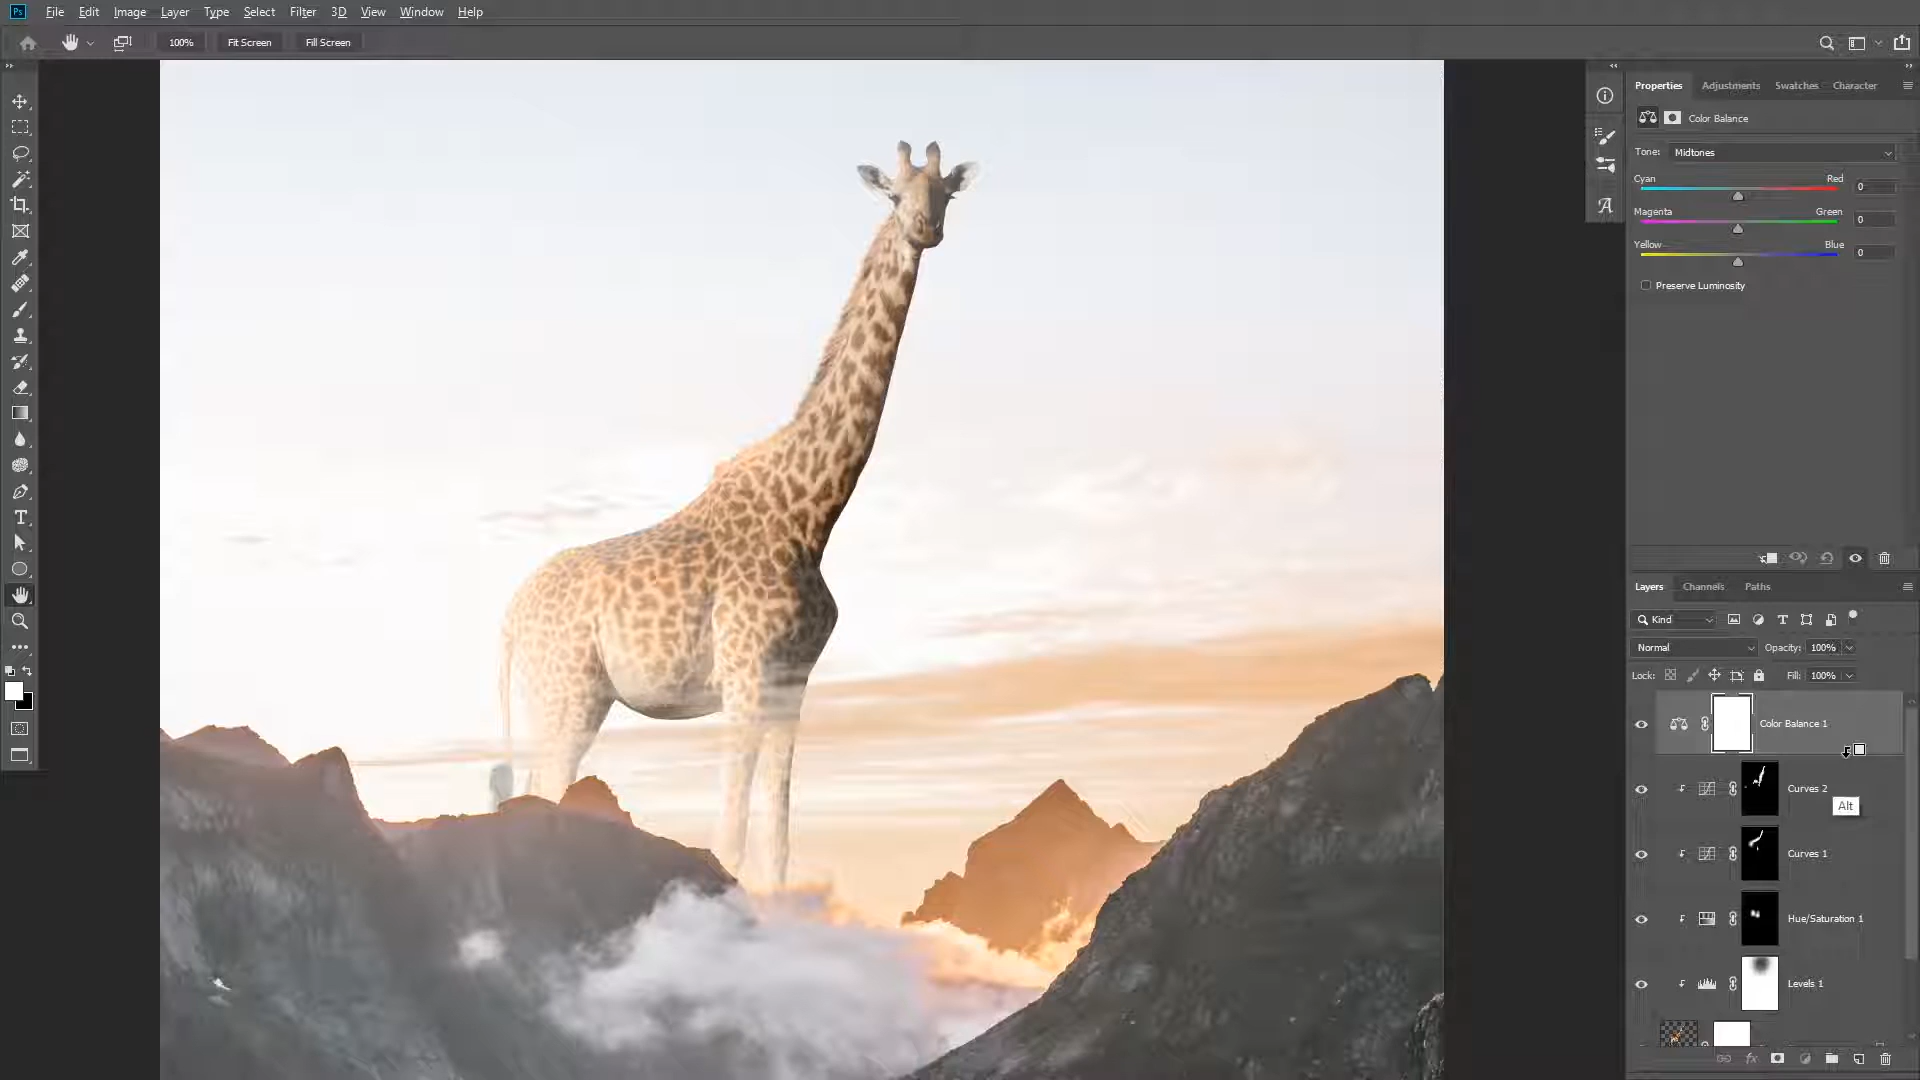 Ps File Edit Image Layer Type Select Filter 3D View Window Help
100% Fit Screen Fill Screen
Properties Adjustments Swatches Character
Color Balance
Tone: Midtones
Cyan Red 0
Magenta Green 0
Yellow Blue 0
Preserve Luminosity
Layers Channels Paths
Kind
Normal Opacity: 100%
Lock: Fill: 100%
Color Balance 1
Curves 2
Alt
Curves 1
Hue/Saturation 1
Levels 1
fx